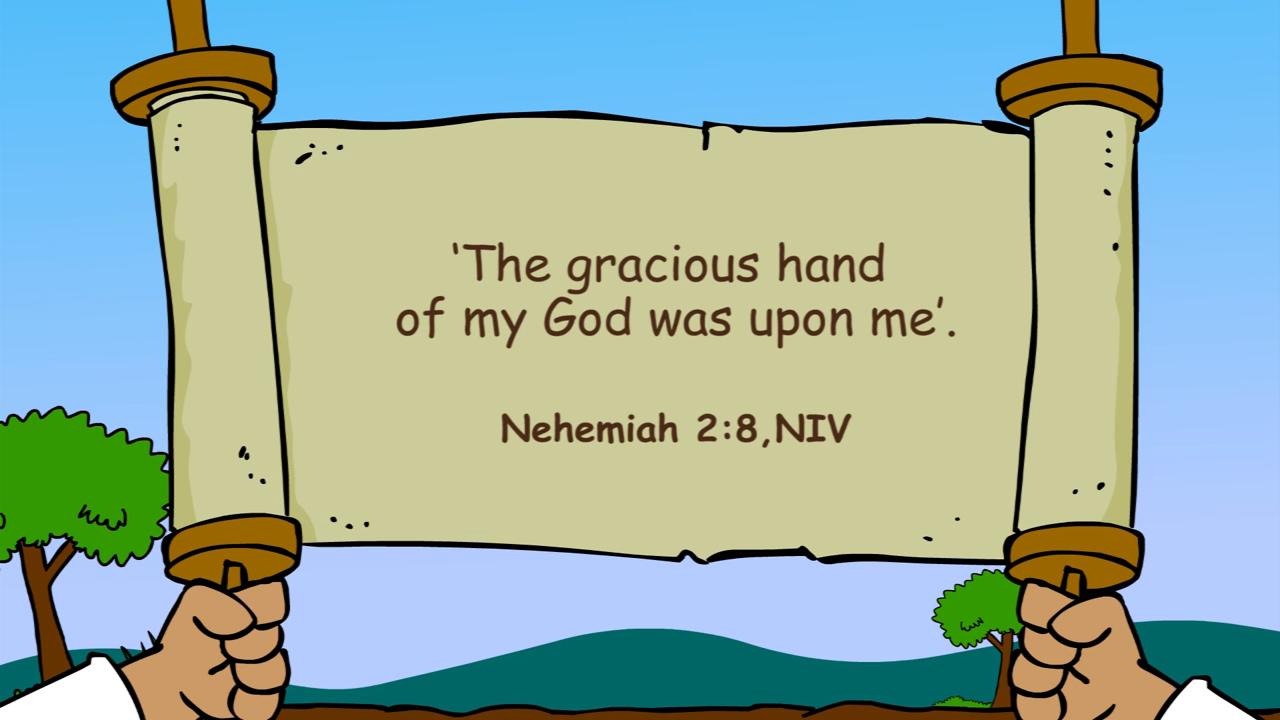 ‘The gracious hand
of my God was upon me’.
Nehemiah 2:8,NIV